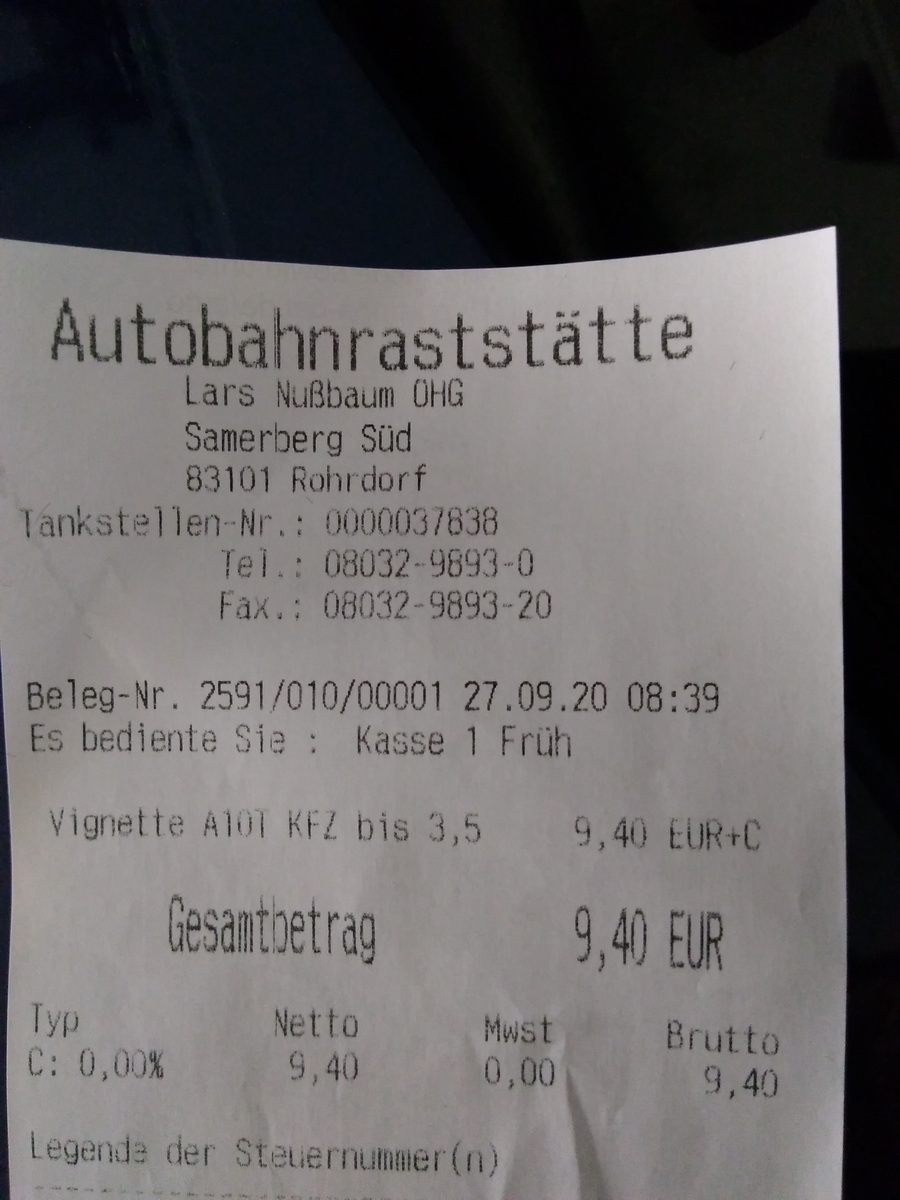 Autobahnraststätte
Lars Nußbaum OHG
Samerberg Süd
83101 Rohrdorf
Tankstellen-Nr.: 0000037838
Tel.: 08032-9893-0
Fax.: 08032-9893-20
Beleg-Nr. 2591/010/00001 27.09.20 08:39
Es bediente Sie : Kasse 1 Früh
Vignette A10T KFZ bis 3,5 9,40 EUR+C
Gesamtbetrag 9,40 EUR
Typ Netto Mwst Brutto
C: 0,00% 9,40 0,00 9,40
Legende der Steuernummer(n)